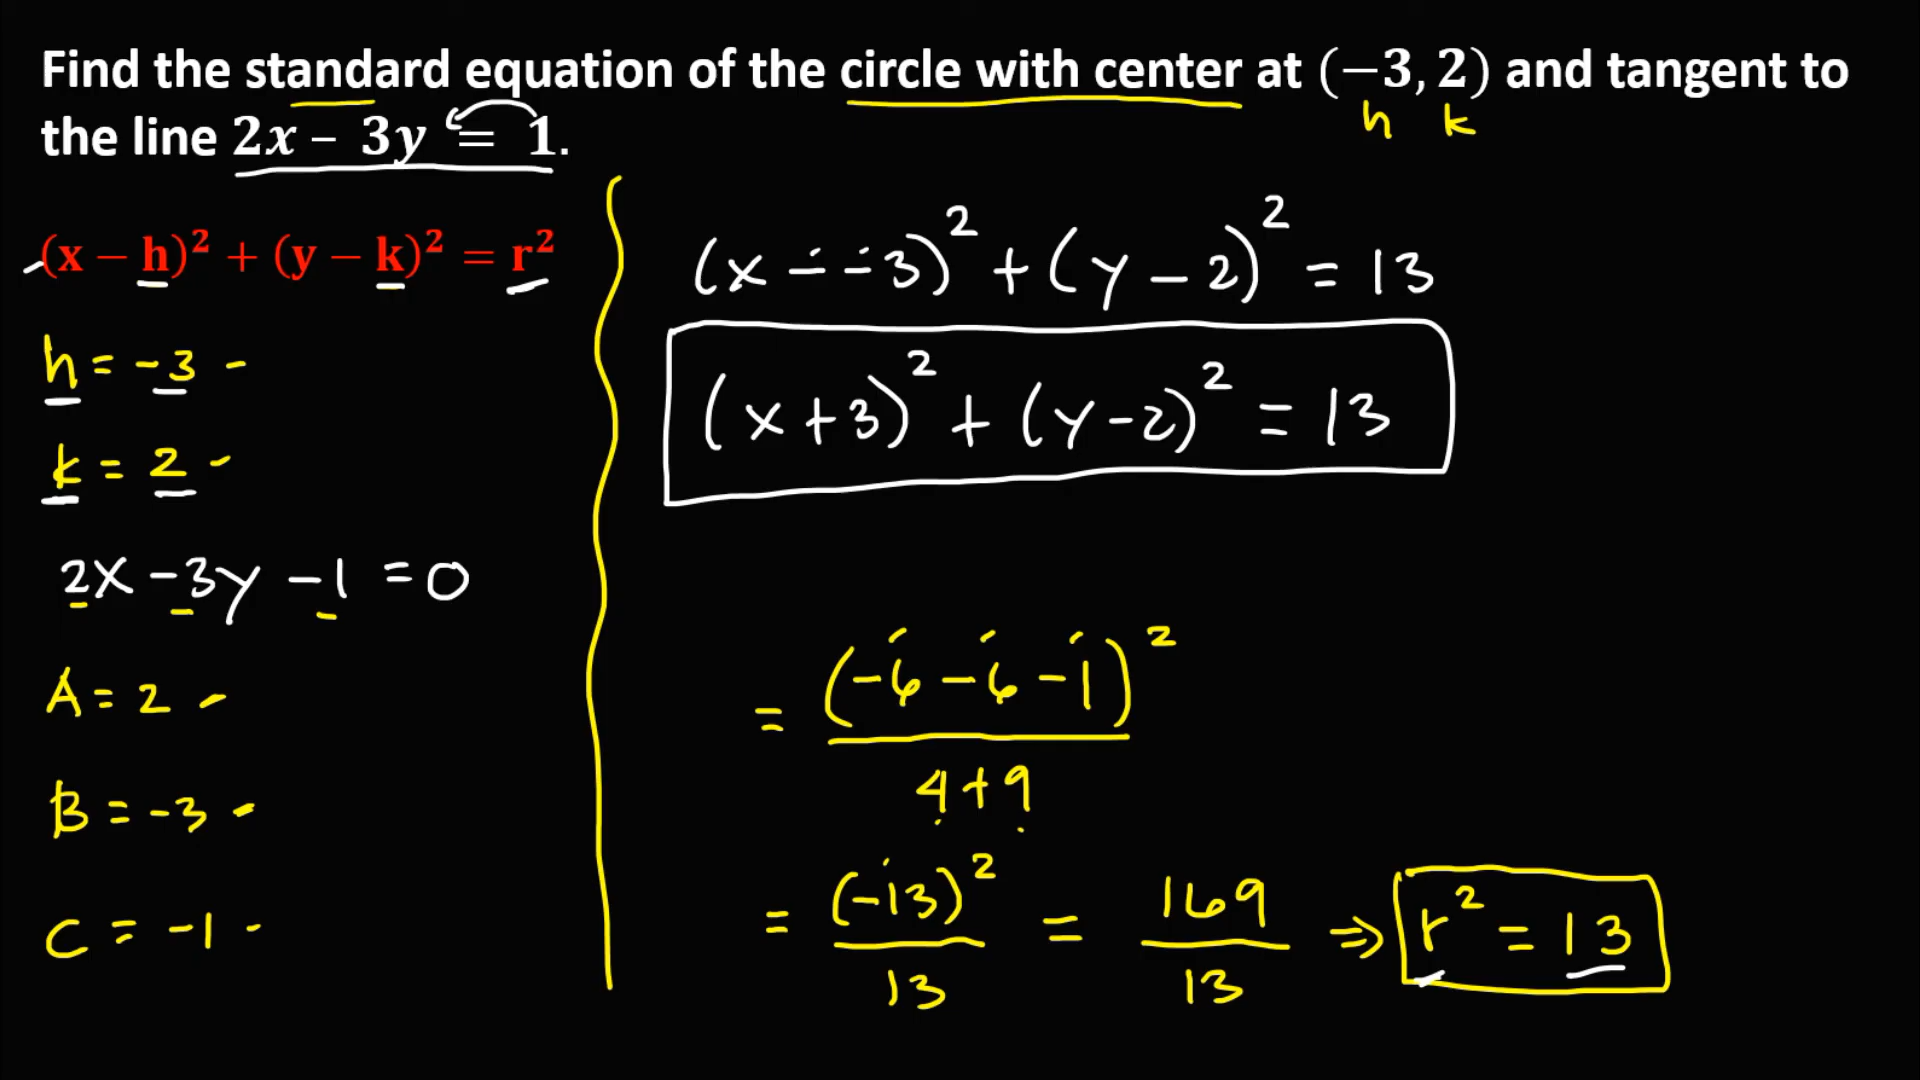 Find the standard equation of the circle with center at (−3, 2) and tangent to
h k
the line 2x – 3y = 1.
(x − h)² + (y − k)² = r²
h = -3 -
k = 2 -
2x -3y -1 = 0
A = 2 -
B = -3 -
C = -1 -
(x - -3)² + (y - 2)² = 13
(x + 3)² + (y - 2)² = 13
= (-6 - 6 - 1)²
4 + 9
= (-13)² = 169 ⇒ r² = 13
13 13